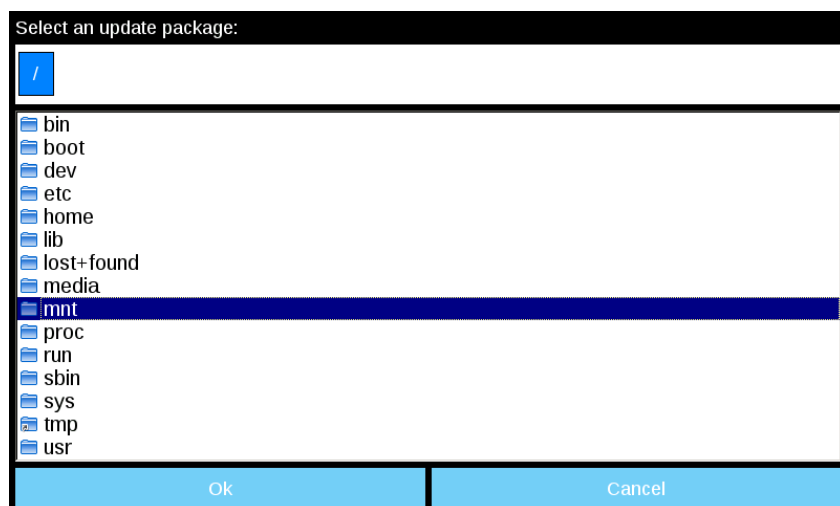 Select an update package:
/
bin
boot
dev
etc
home
lib
lost+found
media
mnt
proc
run
sbin
sys
tmp
usr
Ok Cancel